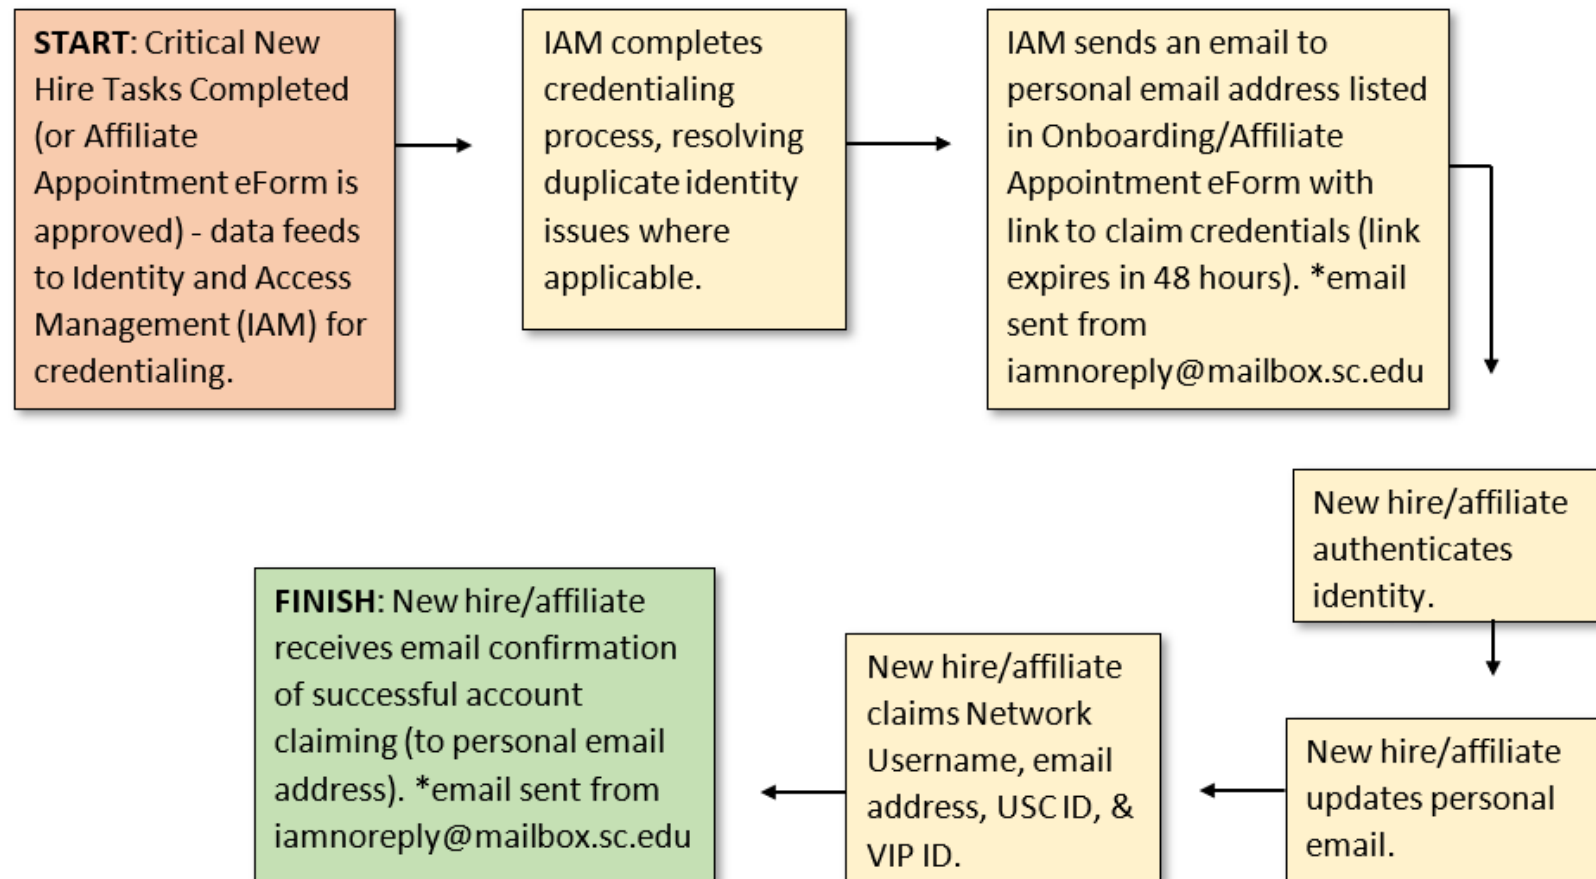 START: Critical New
Hire Tasks Completed
(or Affiliate
Appointment eForm is
approved) - data feeds
to Identity and Access
Management (IAM) for
credentialing.
IAM completes
credentialing
process, resolving
duplicate identity
issues where
applicable.
IAM sends an email to
personal email address listed
in Onboarding/Affiliate
Appointment eForm with
link to claim credentials (link
expires in 48 hours). *email
sent from
iamnoreply@mailbox.sc.edu
New hire/affiliate
authenticates
identity.
New hire/affiliate
updates personal
email.
New hire/affiliate
claims Network
Username, email
address, USC ID, &
VIP ID.
FINISH: New hire/affiliate
receives email confirmation
of successful account
claiming (to personal email
address). *email sent from
iamnoreply@mailbox.sc.edu